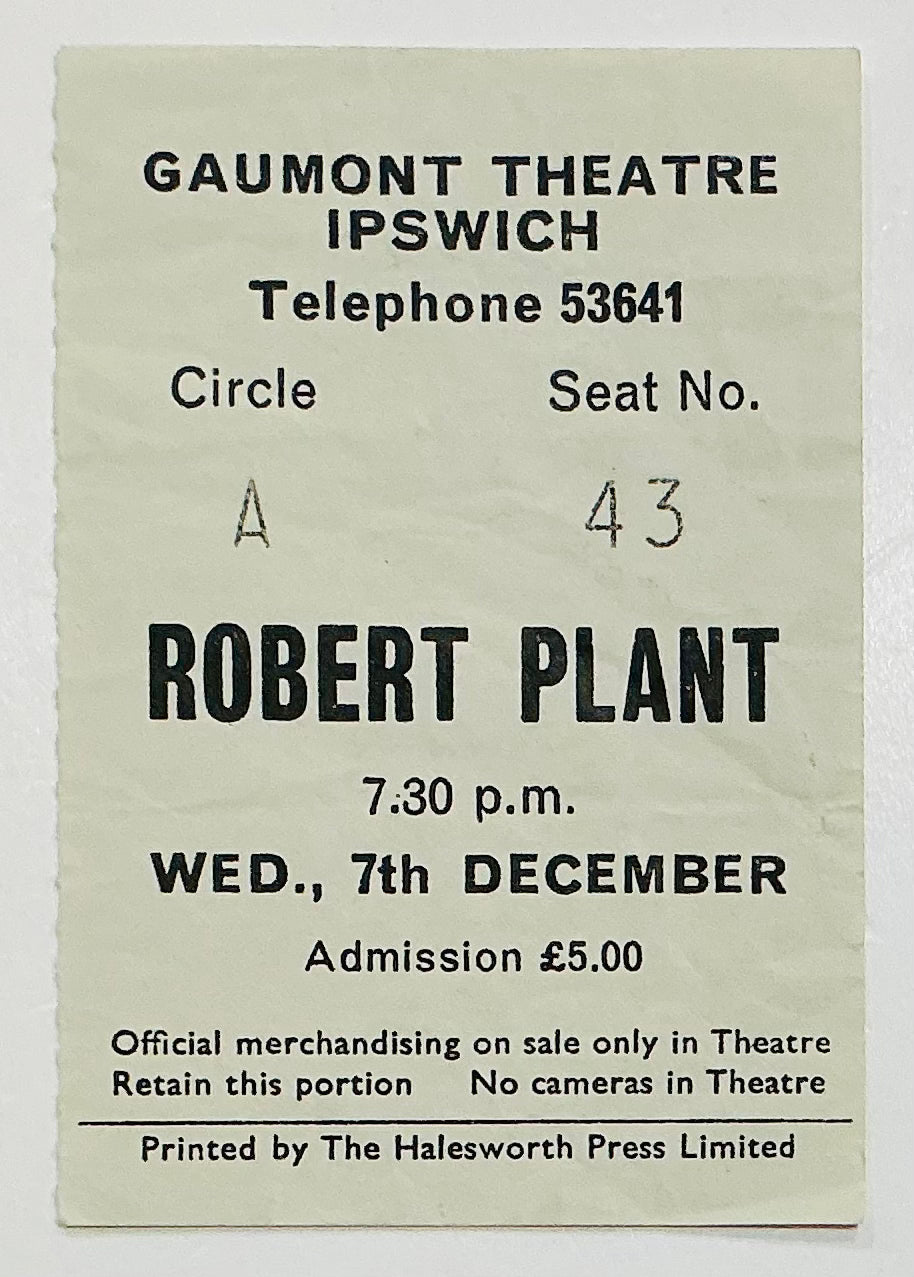 GAUMONT THEATRE
IPSWICH
Telephone 53641
Circle Seat No.
A 43
ROBERT PLANT
7.30 p.m.
WED., 7th DECEMBER
Admission £5.00
Official merchandising on sale only in Theatre
Retain this portion No cameras in Theatre
Printed by The Halesworth Press Limited